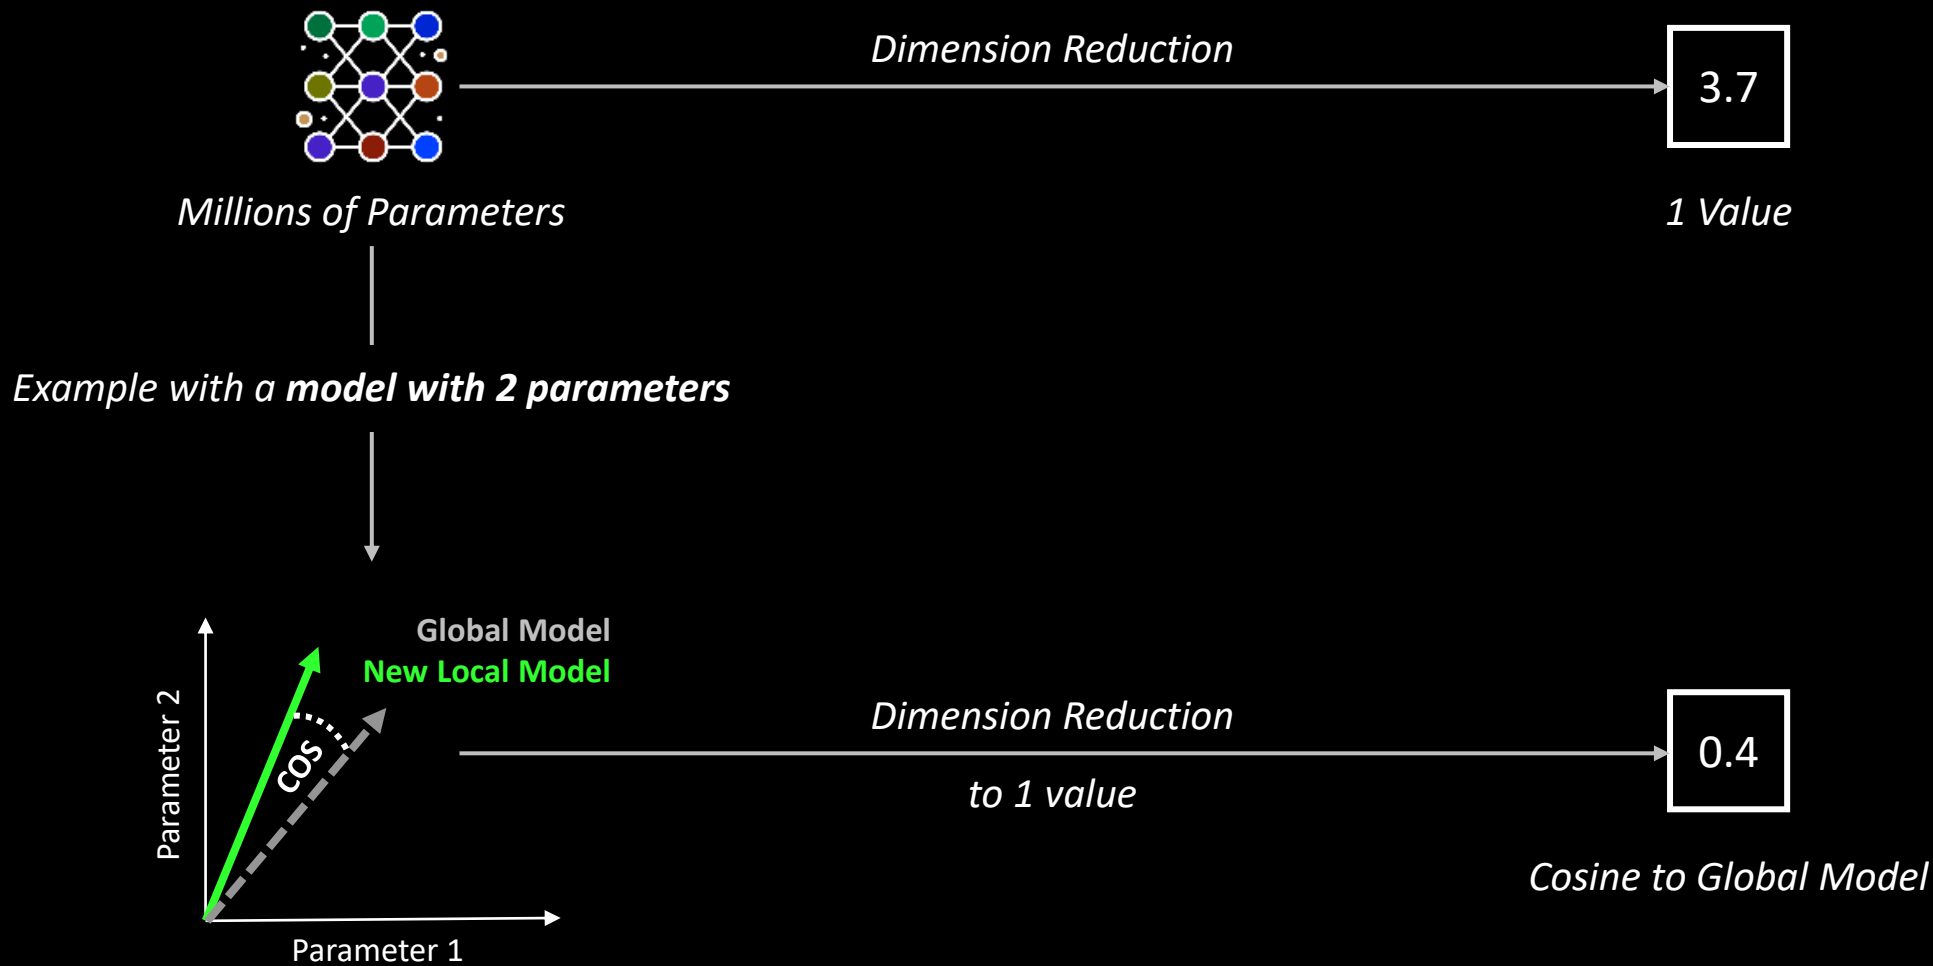 Dimension Reduction
3.7
Millions of Parameters
1 Value
Example with a model with 2 parameters
Global Model
New Local Model
Parameter 2
COS
Dimension Reduction
to 1 value
0.4
Cosine to Global Model
Parameter 1